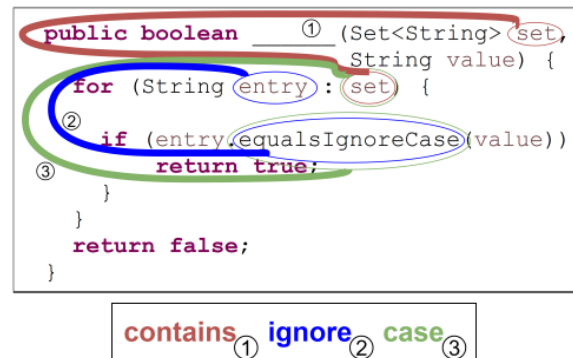 public boolean ______①(Set<String> set,
String value) {
for (String entry : set) {
② if (entry.equalsIgnoreCase(value))
③ return true;
}
}
return false;
}
contains① ignore② case③